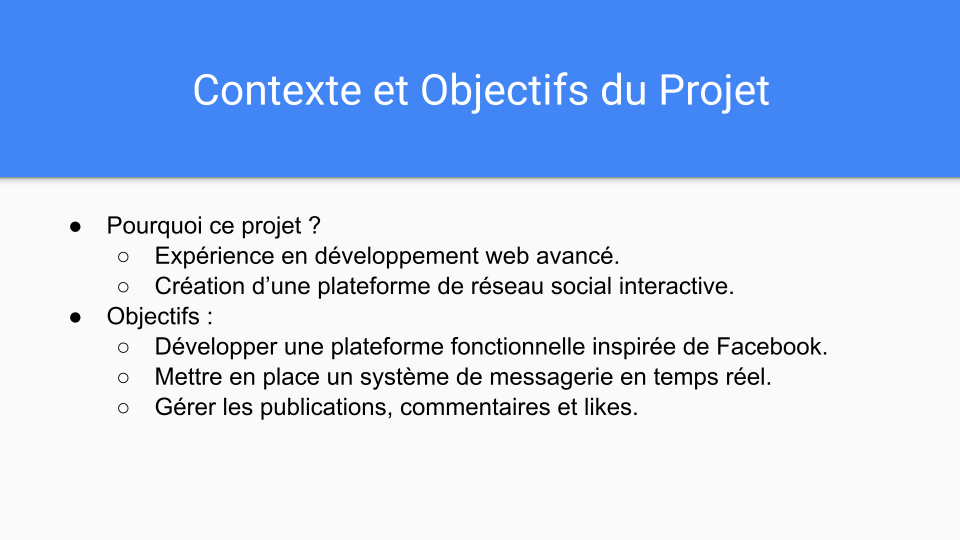 Contexte et Objectifs du Projet
● Pourquoi ce projet ?
○ Expérience en développement web avancé.
○ Création d’une plateforme de réseau social interactive.
● Objectifs :
○ Développer une plateforme fonctionnelle inspirée de Facebook.
○ Mettre en place un système de messagerie en temps réel.
○ Gérer les publications, commentaires et likes.